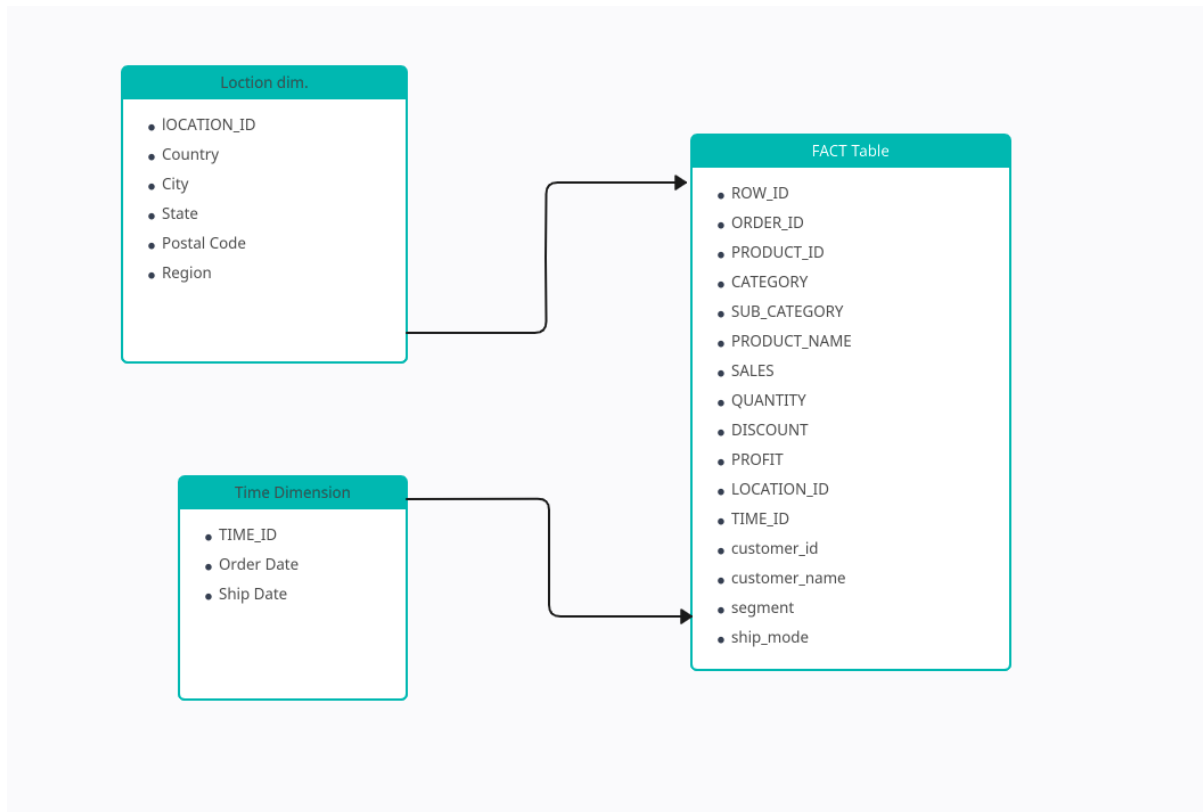 Loction dim.
lOCATION_ID
Country
City
State
Postal Code
Region
Time Dimension
TIME_ID
Order Date
Ship Date
FACT Table
ROW_ID
ORDER_ID
PRODUCT_ID
CATEGORY
SUB_CATEGORY
PRODUCT_NAME
SALES
QUANTITY
DISCOUNT
PROFIT
LOCATION_ID
TIME_ID
customer_id
customer_name
segment
ship_mode